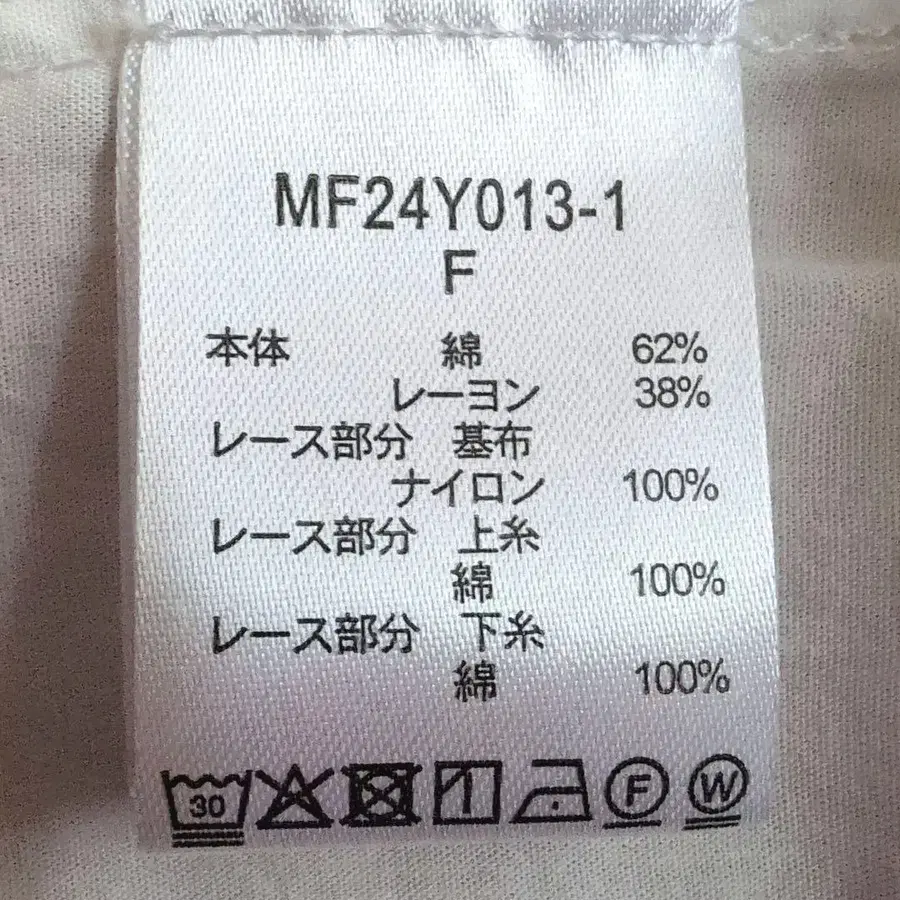 MF24Y013-1
F
本体 綿 62%
レーヨン 38%
レース部分 基布
ナイロン 100%
レース部分 上糸
綿 100%
レース部分 下糸
綿 100%
30 F W